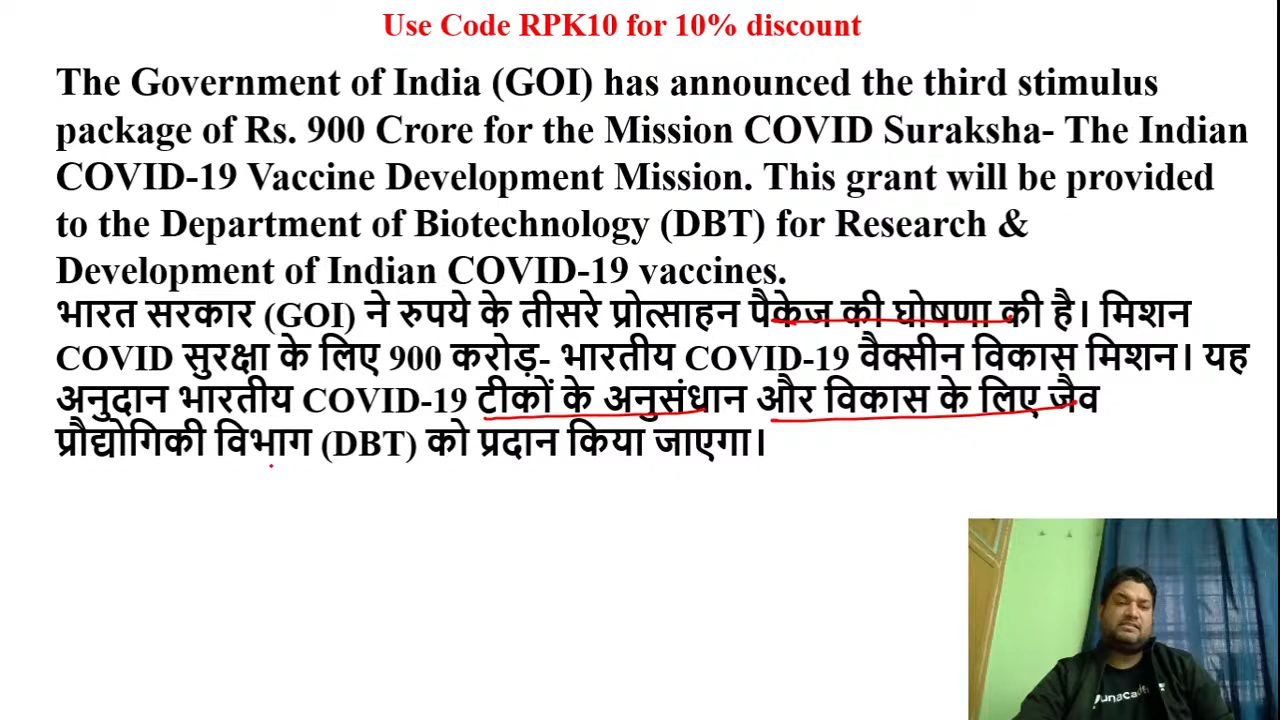 Use Code RPK10 for 10% discount
The Government of India (GOI) has announced the third stimulus
package of Rs. 900 Crore for the Mission COVID Suraksha- The Indian
COVID-19 Vaccine Development Mission. This grant will be provided
to the Department of Biotechnology (DBT) for Research &
Development of Indian COVID-19 vaccines.
भारत सरकार (GOI) ने रुपये के तीसरे प्रोत्साहन पैकेज की घोषणा की है। मिशन
COVID सुरक्षा के लिए 900 करोड़- भारतीय COVID-19 वैक्सीन विकास मिशन। यह
अनुदान भारतीय COVID-19 टीकों के अनुसंधान और विकास के लिए जैव
प्रौद्योगिकी विभाग (DBT) को प्रदान किया जाएगा।